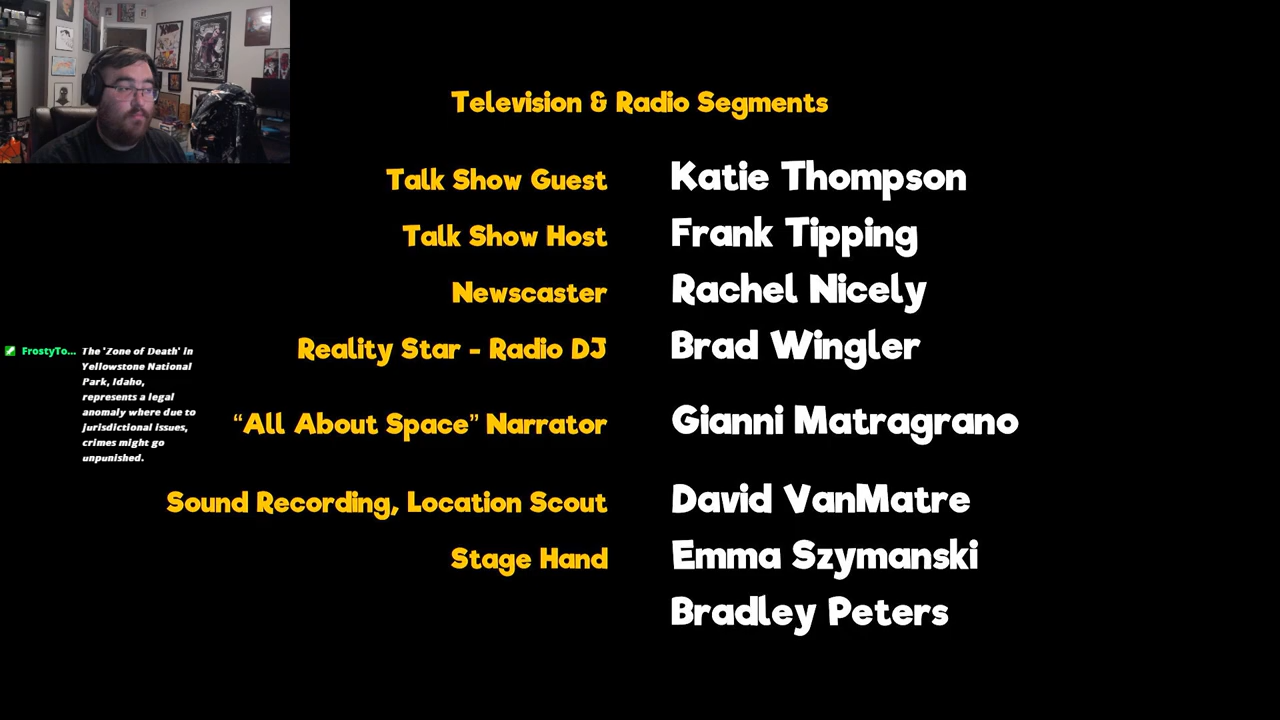 Television & Radio Segments
Talk Show Guest Katie Thompson
Talk Show Host Frank Tipping
Newscaster Rachel Nicely
Reality Star - Radio DJ Brad Wingler
“All About Space” Narrator Gianni Matragrano
Sound Recording, Location Scout David VanMatre
Stage Hand Emma Szymanski
Bradley Peters
FrostyTo... The 'Zone of Death' in
Yellowstone National
Park, Idaho,
represents a legal
anomaly where due to
jurisdictional issues,
crimes might go
unpunished.